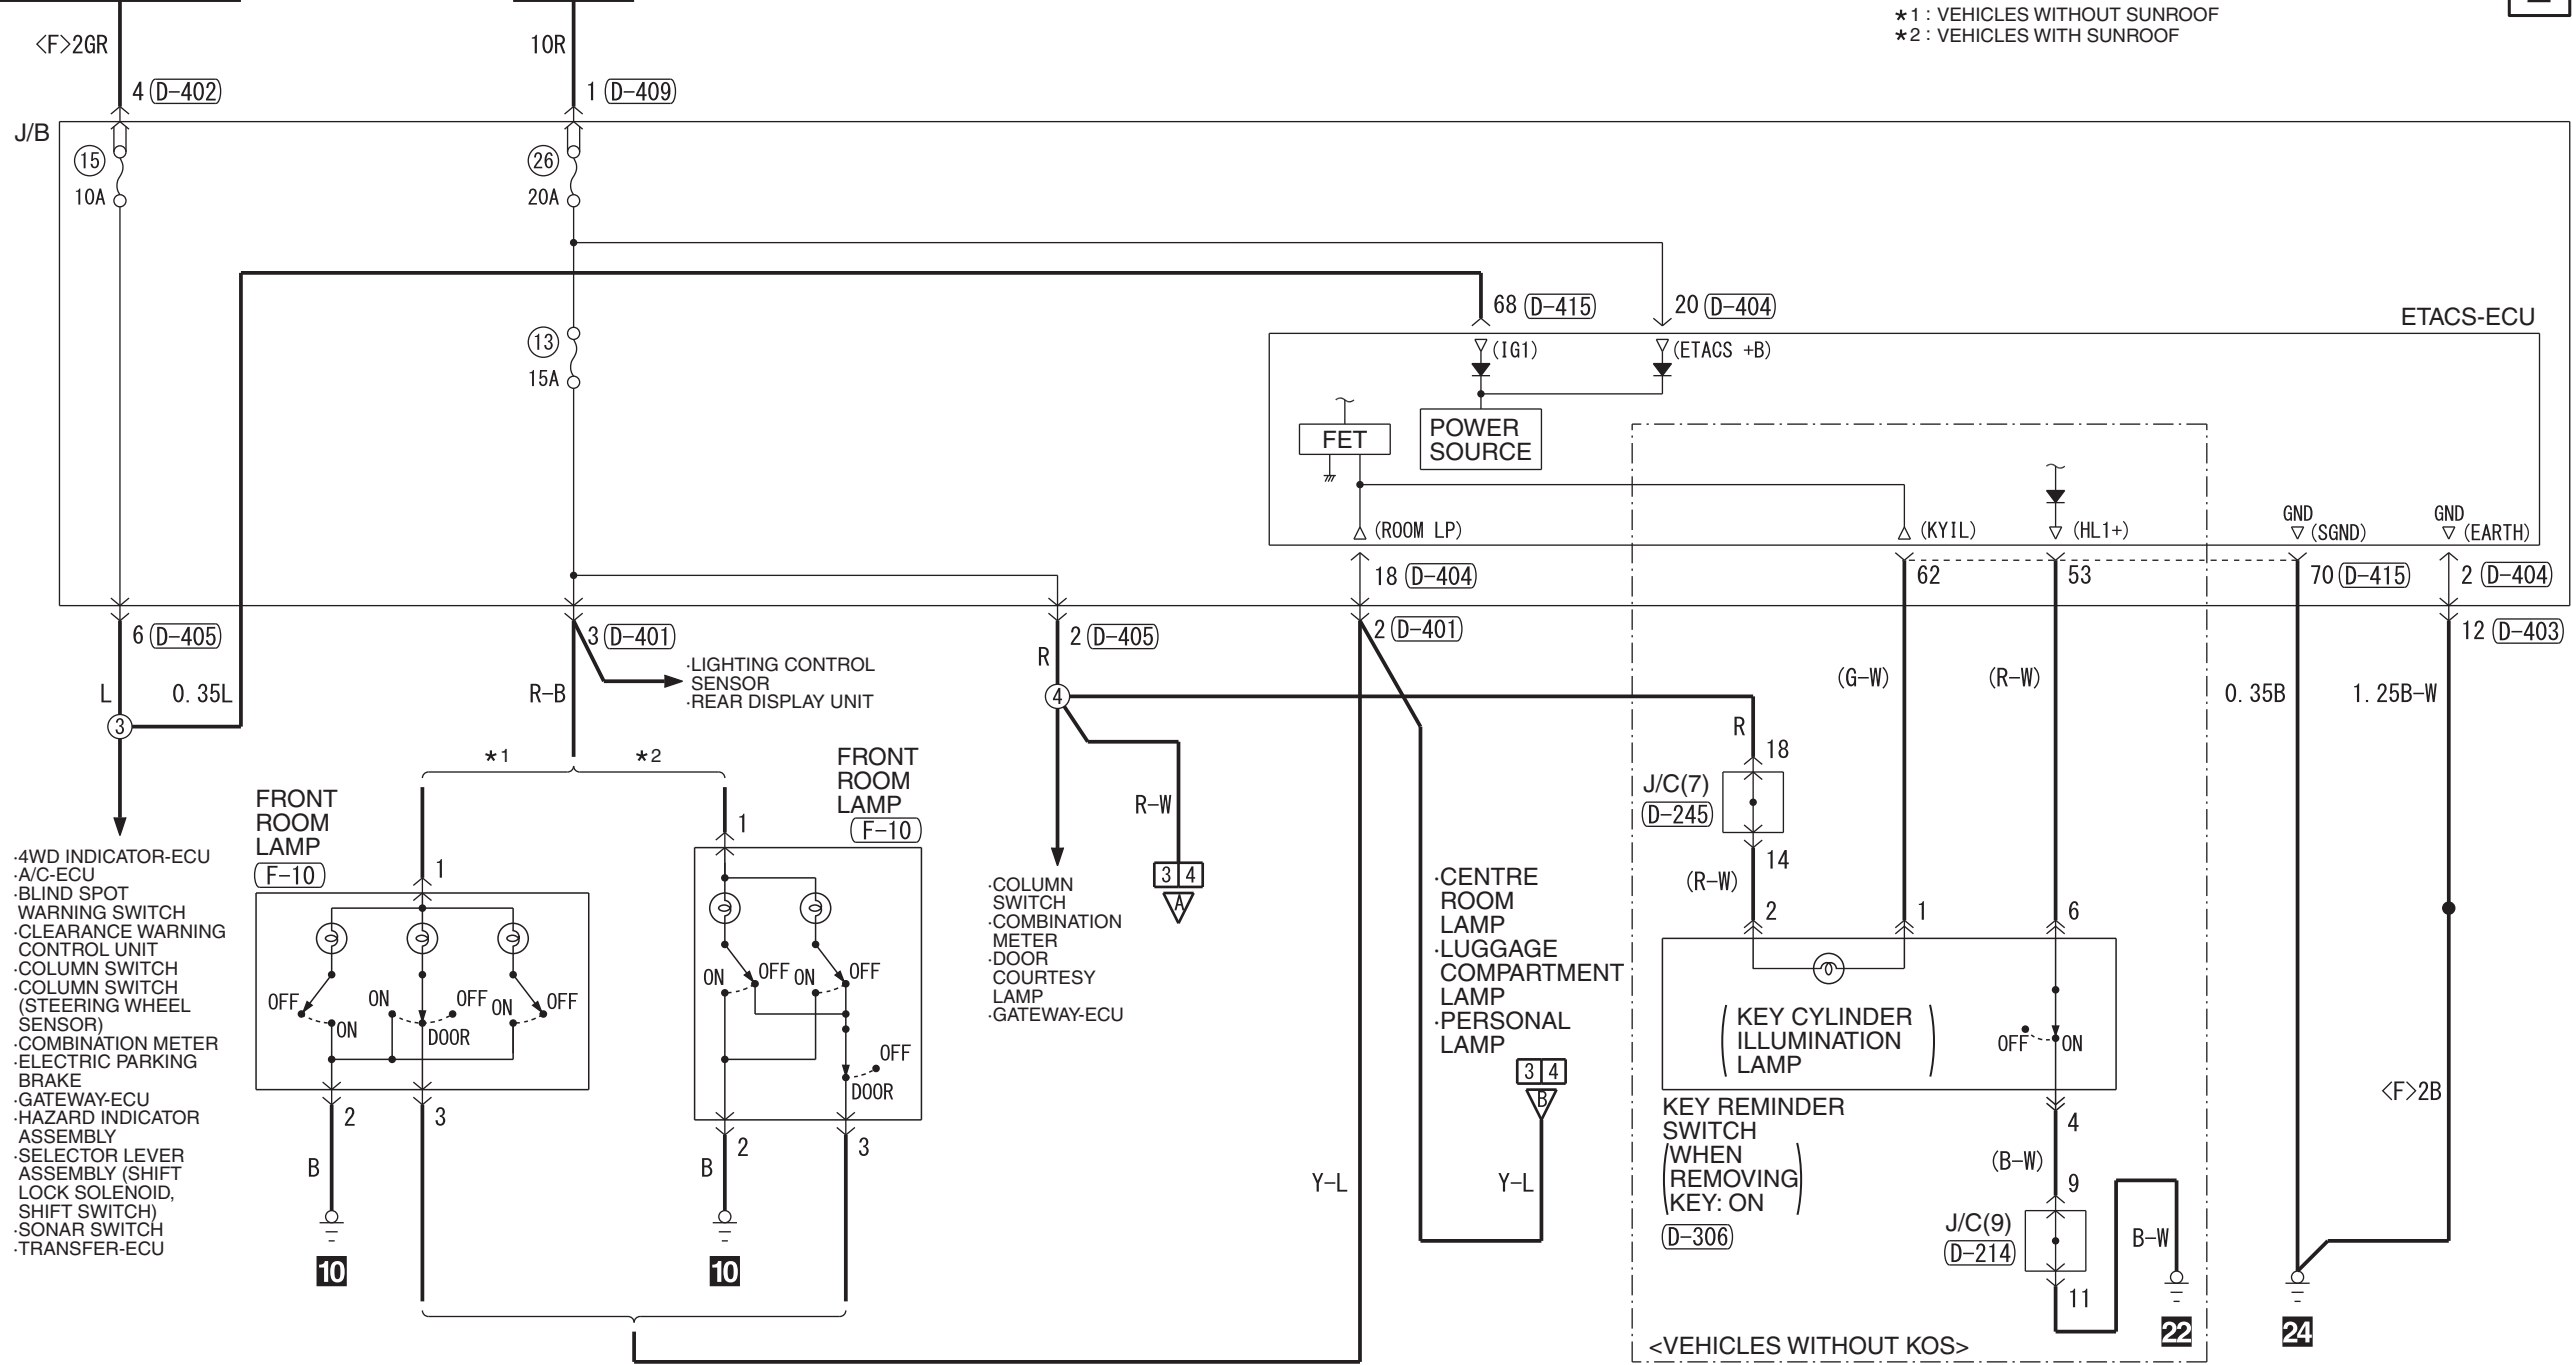 *1 : VEHICLES WITHOUT SUNROOF
*2 : VEHICLES WITH SUNROOF
<F>2GR
10R
4 (D-402)
1 (D-409)
J/B
15
10A
26
20A
13
15A
68 (D-415)
20 (D-404)
ETACS-ECU
(IG1)
(ETACS +B)
FET
POWER
SOURCE
(ROOM LP)
(KYIL)
(HL1+)
GND
(SGND)
GND
(EARTH)
18 (D-404)
62
53
70 (D-415)
2 (D-404)
6 (D-405)
3 (D-401)
2 (D-405)
2 (D-401)
12 (D-403)
L
0.35L
3
R-B
·LIGHTING CONTROL
SENSOR
·REAR DISPLAY UNIT
R
4
(G-W)
(R-W)
0.35B
1.25B-W
*1
*2
R
18
J/C(7)
(D-245)
14
(R-W)
R-W
3 4
A
FRONT
ROOM
LAMP
(F-10)
1
FRONT
ROOM
LAMP
(F-10)
1
·4WD INDICATOR-ECU
·A/C-ECU
·BLIND SPOT
WARNING SWITCH
·CLEARANCE WARNING
CONTROL UNIT
·COLUMN SWITCH
·COLUMN SWITCH
(STEERING WHEEL
SENSOR)
·COMBINATION METER
·ELECTRIC PARKING
BRAKE
·GATEWAY-ECU
·HAZARD INDICATOR
ASSEMBLY
·SELECTOR LEVER
ASSEMBLY (SHIFT
LOCK SOLENOID,
SHIFT SWITCH)
·SONAR SWITCH
·TRANSFER-ECU
OFF
ON
ON
OFF
DOOR
ON
OFF
2
3
B
10
ON
OFF
ON
OFF
OFF
DOOR
2
3
B
10
·COLUMN
SWITCH
·COMBINATION
METER
·DOOR
COURTESY
LAMP
·GATEWAY-ECU
·CENTRE
ROOM
LAMP
·LUGGAGE
COMPARTMENT
LAMP
·PERSONAL
LAMP
3 4
B
Y-L
Y-L
2
1
6
(KEY CYLINDER
ILLUMINATION
LAMP)
OFF
ON
KEY REMINDER
SWITCH
(WHEN
REMOVING
KEY: ON)
(D-306)
4
(B-W)
9
J/C(9)
(D-214)
11
B-W
22
<F>2B
24
<VEHICLES WITHOUT KOS>